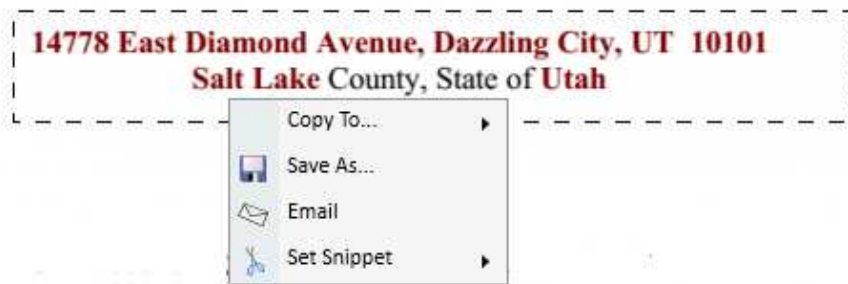 14778 East Diamond Avenue, Dazzling City, UT  10101
Salt Lake County, State of Utah
Copy To...
Save As...
Email
Set Snippet